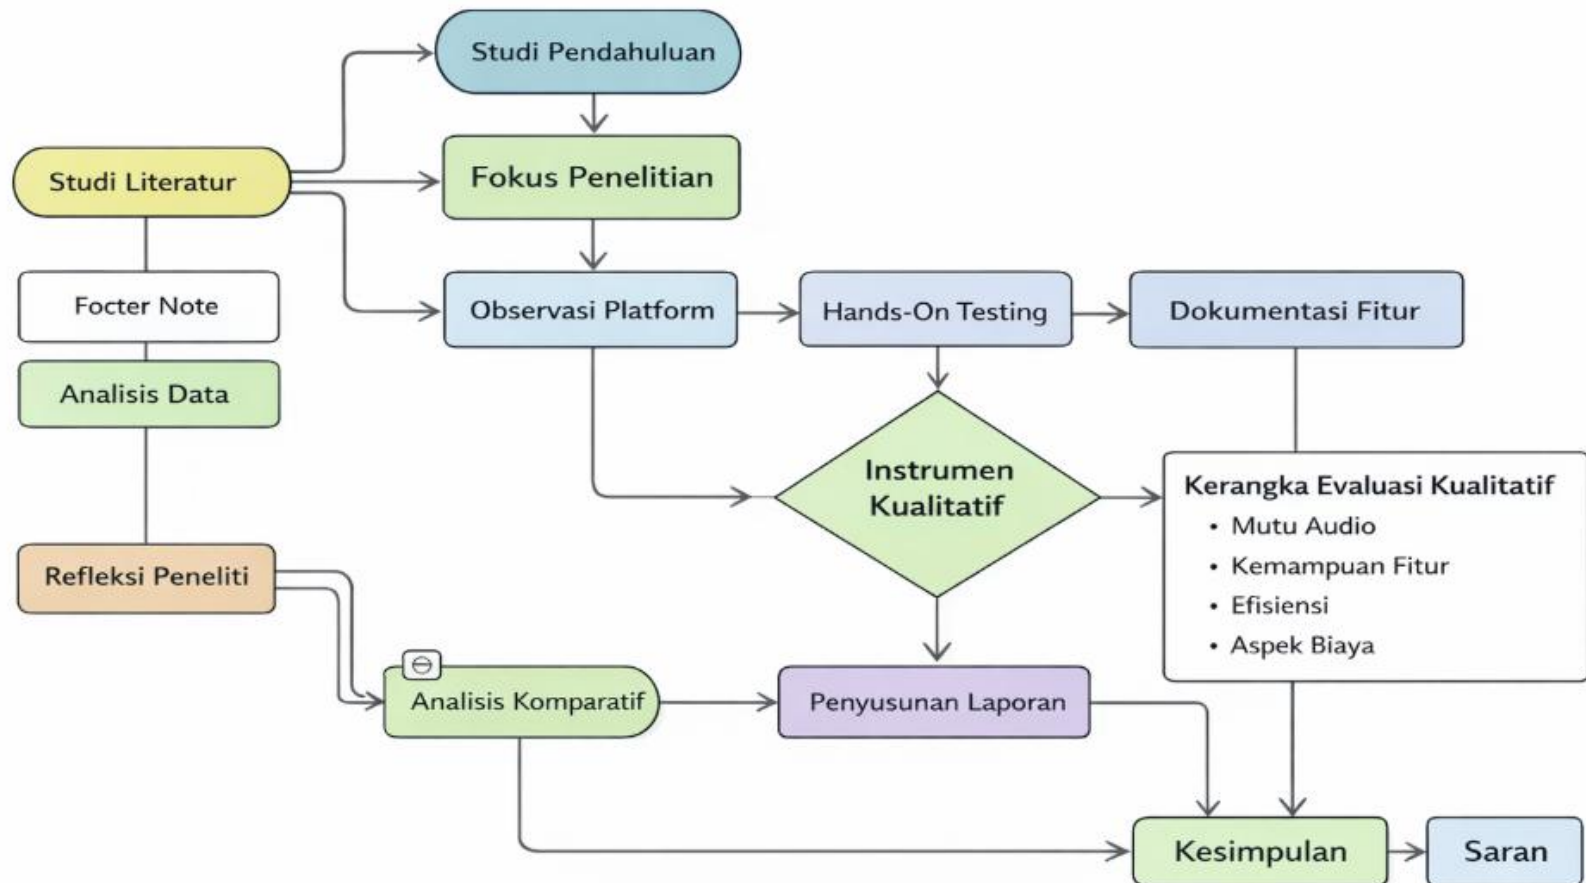 Studi Pendahuluan
Studi Literatur
Fokus Penelitian
Focter Note
Observasi Platform
Hands-On Testing
Dokumentasi Fitur
Analisis Data
Instrumen
Kualitatif
Kerangka Evaluasi Kualitatif
• Mutu Audio
• Kemampuan Fitur
• Efisiensi
• Aspek Biaya
Refleksi Peneliti
Analisis Komparatif
Penyusunan Laporan
Kesimpulan
Saran